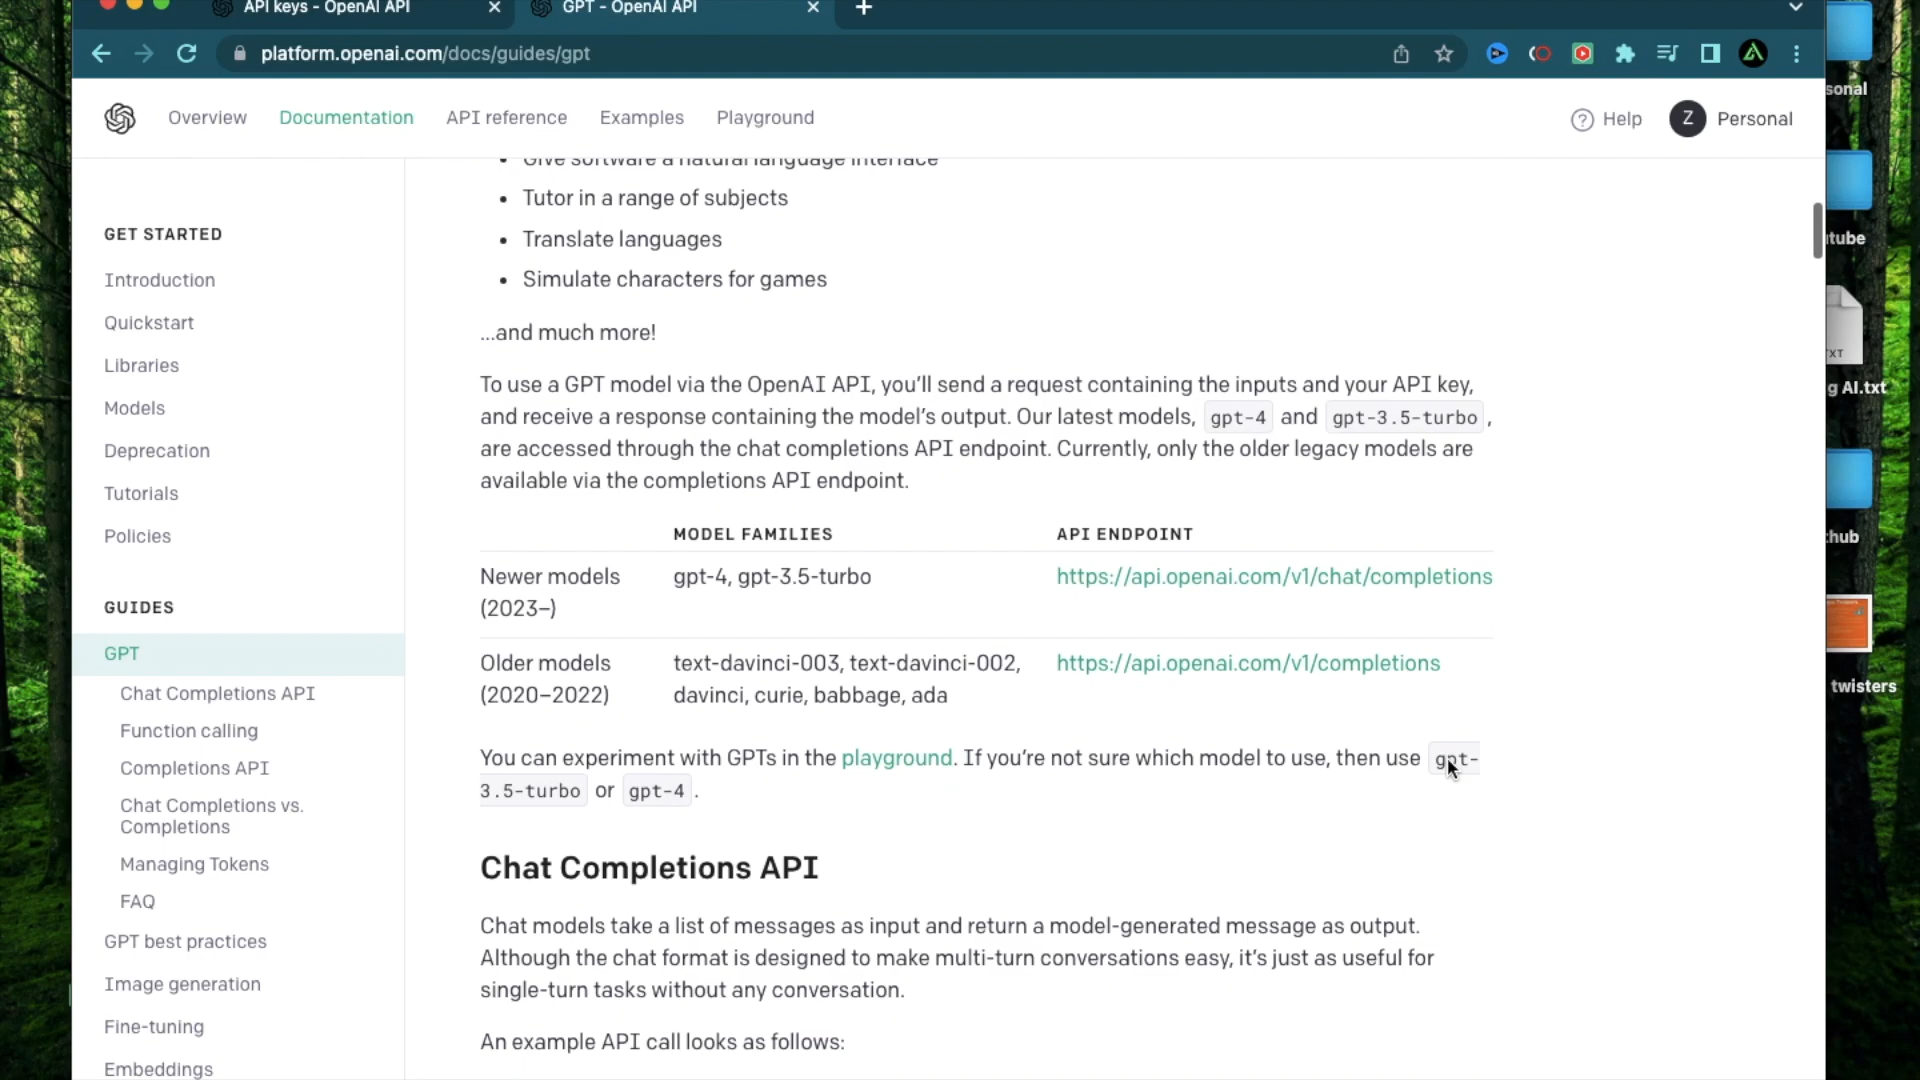 API keys - OpenAI API
GPT - OpenAI API
platform.openai.com/docs/guides/gpt
Overview
Documentation
API reference
Examples
Playground
Help
Z
Personal
GET STARTED
Introduction
Quickstart
Libraries
Models
Deprecation
Tutorials
Policies
GUIDES
GPT
Chat Completions API
Function calling
Completions API
Chat Completions vs.
Completions
Managing Tokens
FAQ
GPT best practices
Image generation
Fine-tuning
Embeddings
• Give software a natural language interface
• Tutor in a range of subjects
• Translate languages
• Simulate characters for games
...and much more!
To use a GPT model via the OpenAI API, you’ll send a request containing the inputs and your API key,
and receive a response containing the model’s output. Our latest models, gpt-4 and gpt-3.5-turbo ,
are accessed through the chat completions API endpoint. Currently, only the older legacy models are
available via the completions API endpoint.
MODEL FAMILIES API ENDPOINT
Newer models gpt-4, gpt-3.5-turbo https://api.openai.com/v1/chat/completions
(2023–)
Older models text-davinci-003, text-davinci-002, https://api.openai.com/v1/completions
(2020–2022) davinci, curie, babbage, ada
You can experiment with GPTs in the playground. If you’re not sure which model to use, then use gpt-
3.5-turbo or gpt-4 .
Chat Completions API
Chat models take a list of messages as input and return a model-generated message as output.
Although the chat format is designed to make multi-turn conversations easy, it’s just as useful for
single-turn tasks without any conversation.
An example API call looks as follows:
sonal
tube
TXT
g AI.txt
thub
twisters